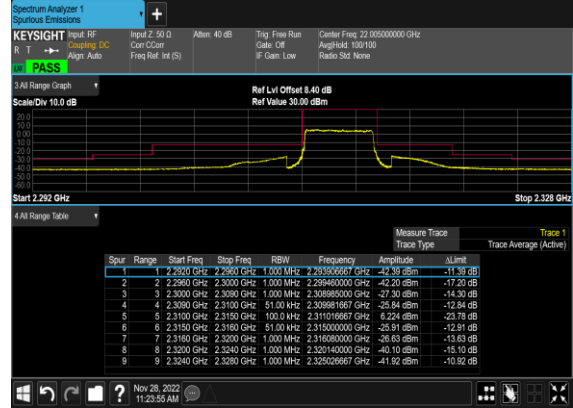 Spectrum Analyzer 1
Spurious Emissions
+
KEYSIGHT Input: RF Input Z: 50 Ω Atten: 40 dB Trig: Free Run Center Freq: 22.005000000 GHz
R T Coupling: DC Corr CCorr Gate: Off Avg|Hold: 100/100
Align: Auto Freq Ref: Int (S) IF Gain: Low Radio Std: None
PASS
3.All Range Graph
Ref Lvl Offset 8.40 dB
Scale/Div 10.0 dB Ref Value 30.00 dBm
20.0
10.0
0.00
-10.0
-20.0
-30.0
-40.0
-50.0
-60.0
Start 2.292 GHz Stop 2.328 GHz
4.All Range Table
Measure Trace Trace 1
Trace Type Trace Average (Active)
Spur Range Start Freq Stop Freq RBW Frequency Amplitude ΔLimit
1 1 2.2920 GHz 2.2960 GHz 1.000 MHz 2.293906667 GHz -42.39 dBm -11.39 dB
2 2 2.2960 GHz 2.3000 GHz 1.000 MHz 2.299460000 GHz -42.20 dBm -17.20 dB
3 3 2.3000 GHz 2.3090 GHz 1.000 MHz 2.308985000 GHz -27.30 dBm -14.30 dB
4 4 2.3090 GHz 2.3100 GHz 51.00 kHz 2.309981667 GHz -25.84 dBm -12.84 dB
5 5 2.3100 GHz 2.3150 GHz 100.0 kHz 2.311016667 GHz 6.224 dBm -23.78 dB
6 6 2.3150 GHz 2.3160 GHz 51.00 kHz 2.315000000 GHz -25.91 dBm -12.91 dB
7 7 2.3160 GHz 2.3200 GHz 1.000 MHz 2.316080000 GHz -26.63 dBm -13.63 dB
8 8 2.3200 GHz 2.3240 GHz 1.000 MHz 2.320140000 GHz -40.10 dBm -15.10 dB
9 9 2.3240 GHz 2.3280 GHz 1.000 MHz 2.325026667 GHz -41.92 dBm -10.92 dB
? Nov 28, 2022
11:23:55 AM